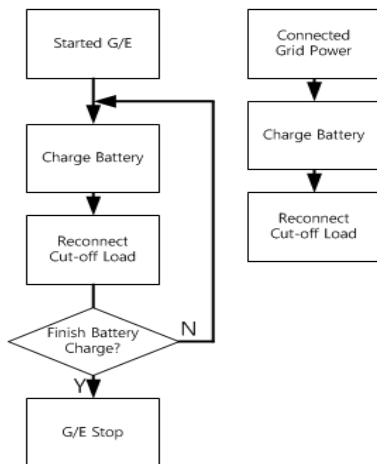 Started G/E
Charge Battery
Reconnect
Cut-off Load
Finish Battery
Charge?
N
Y
G/E Stop
Connected
Grid Power
Charge Battery
Reconnect
Cut-off Load